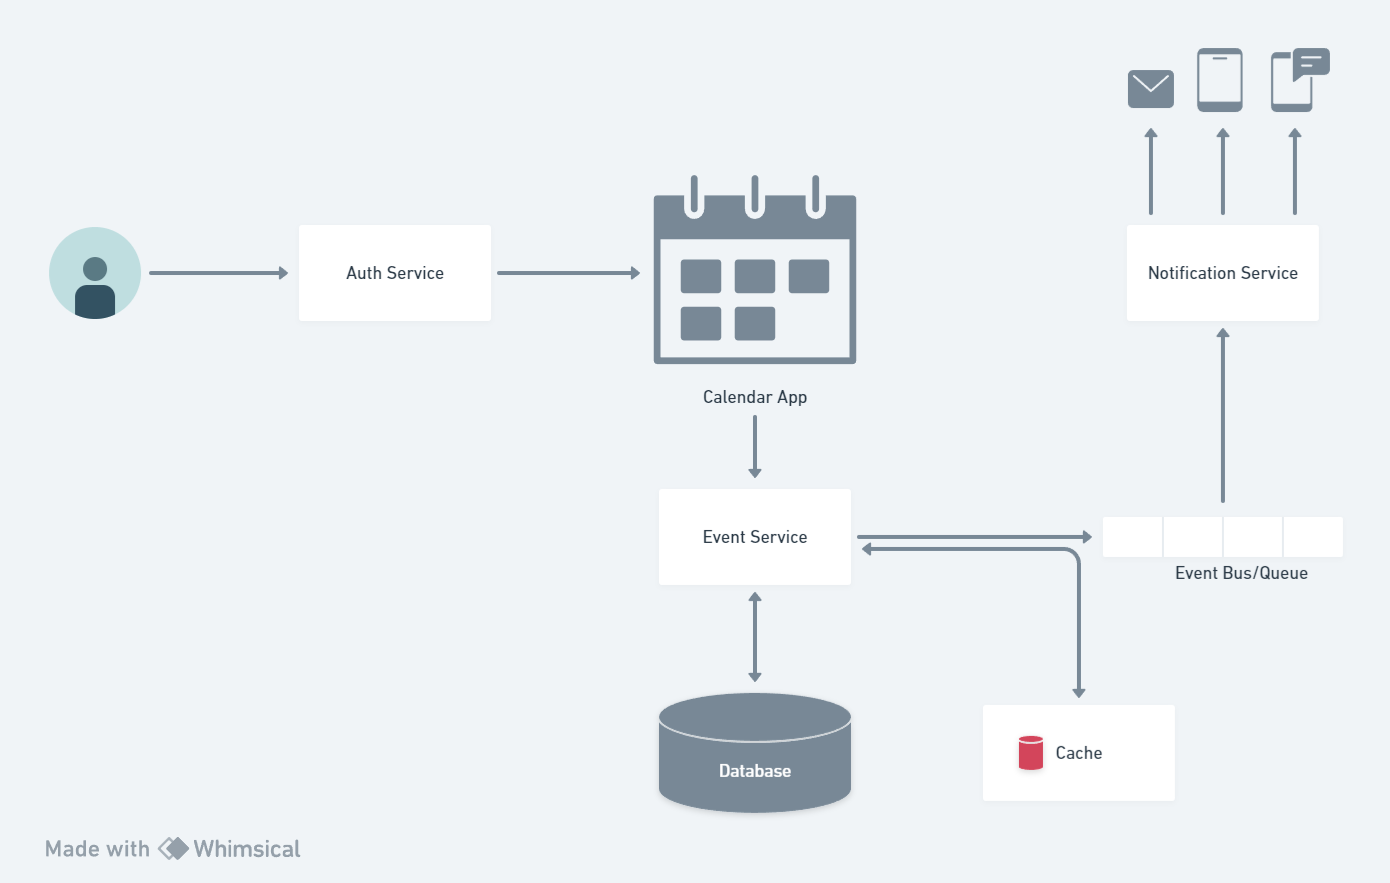 Auth Service
Notification Service
Calendar App
Event Service
Event Bus/Queue
Database
Cache
Made with Whimsical